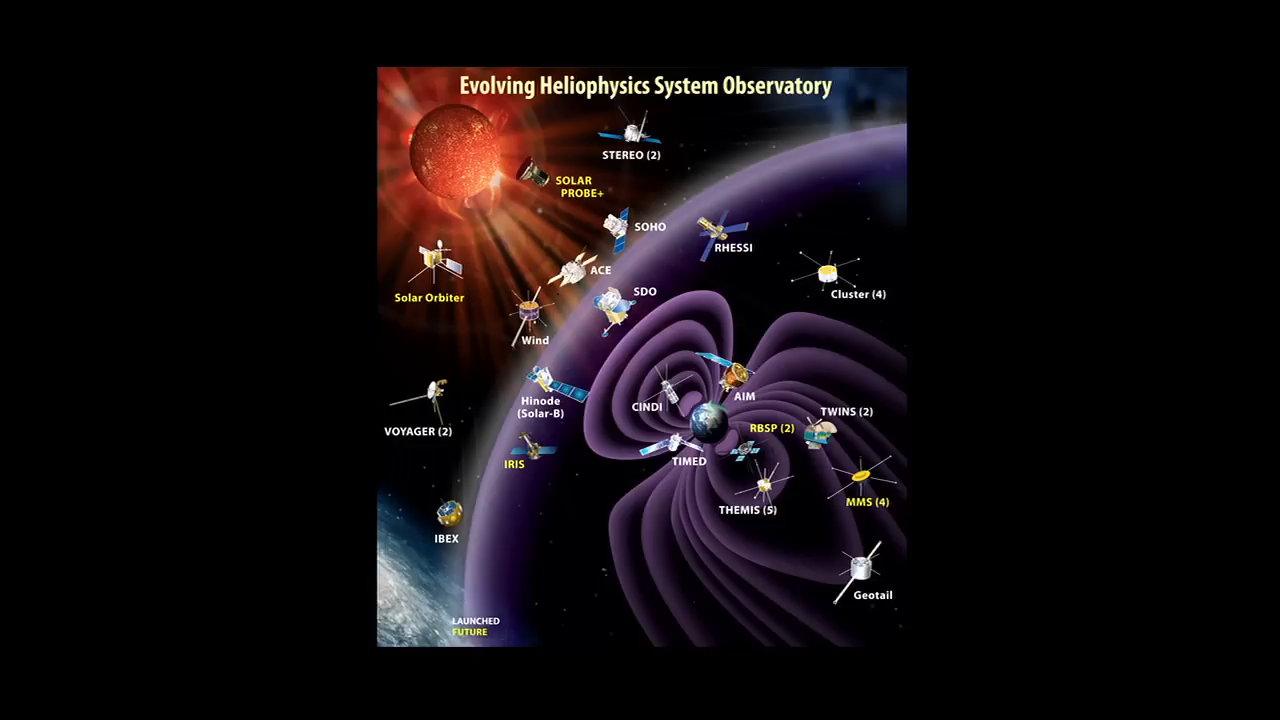 Evolving Heliophysics System Observatory
STEREO (2)
SOLAR
PROBE+
SOHO
RHESSI
ACE
Cluster (4)
Solar Orbiter
SDO
Wind
Hinode
(Solar-B)
CINDI
AIM
TWINS (2)
VOYAGER (2)
RBSP (2)
IRIS
TIMED
MMS (4)
THEMIS (5)
IBEX
Geotail
LAUNCHED
FUTURE